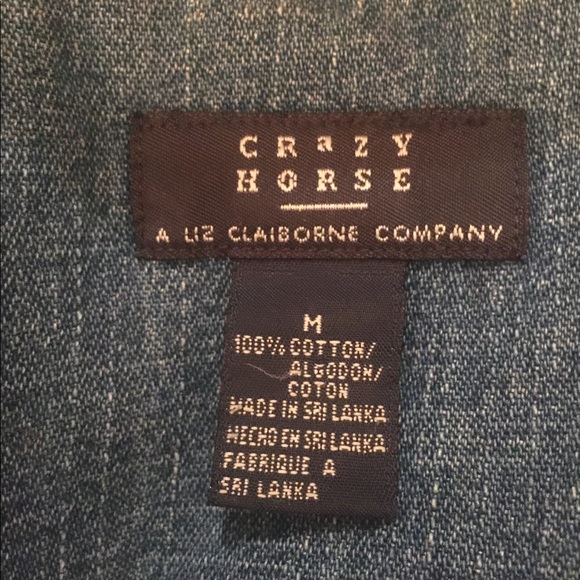 CRaZY
HORSE
A LIZ CLAIBORNE COMPANY
M
100% COTTON/
ALGODON/
COTON
MADE IN SRI LANKA
HECHO EN SRI LANKA
FABRIQUE A
SRI LANKA